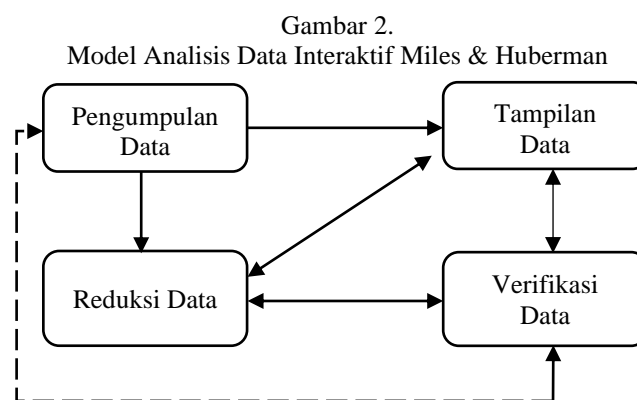 Gambar 2.
Model Analisis Data Interaktif Miles & Huberman
Pengumpulan
Data
Tampilan
Data
Reduksi Data
Verifikasi
Data